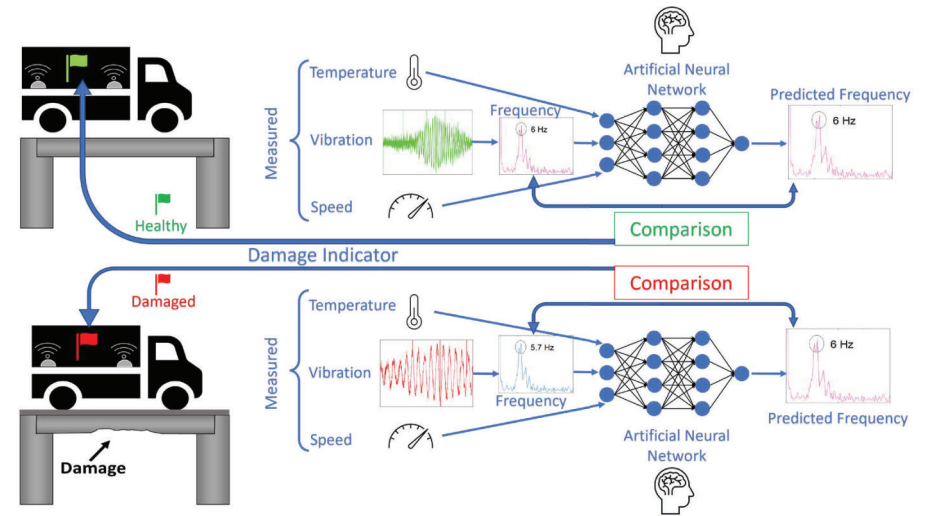 Measured
Temperature
Vibration
Speed
Frequency
6 Hz
Artificial Neural
Network
Predicted Frequency
6 Hz
Healthy
Comparison
Damage Indicator
Damaged
Comparison
Measured
Temperature
Vibration
Speed
5.7 Hz
Frequency
6 Hz
Predicted Frequency
Artificial Neural
Network
Damage